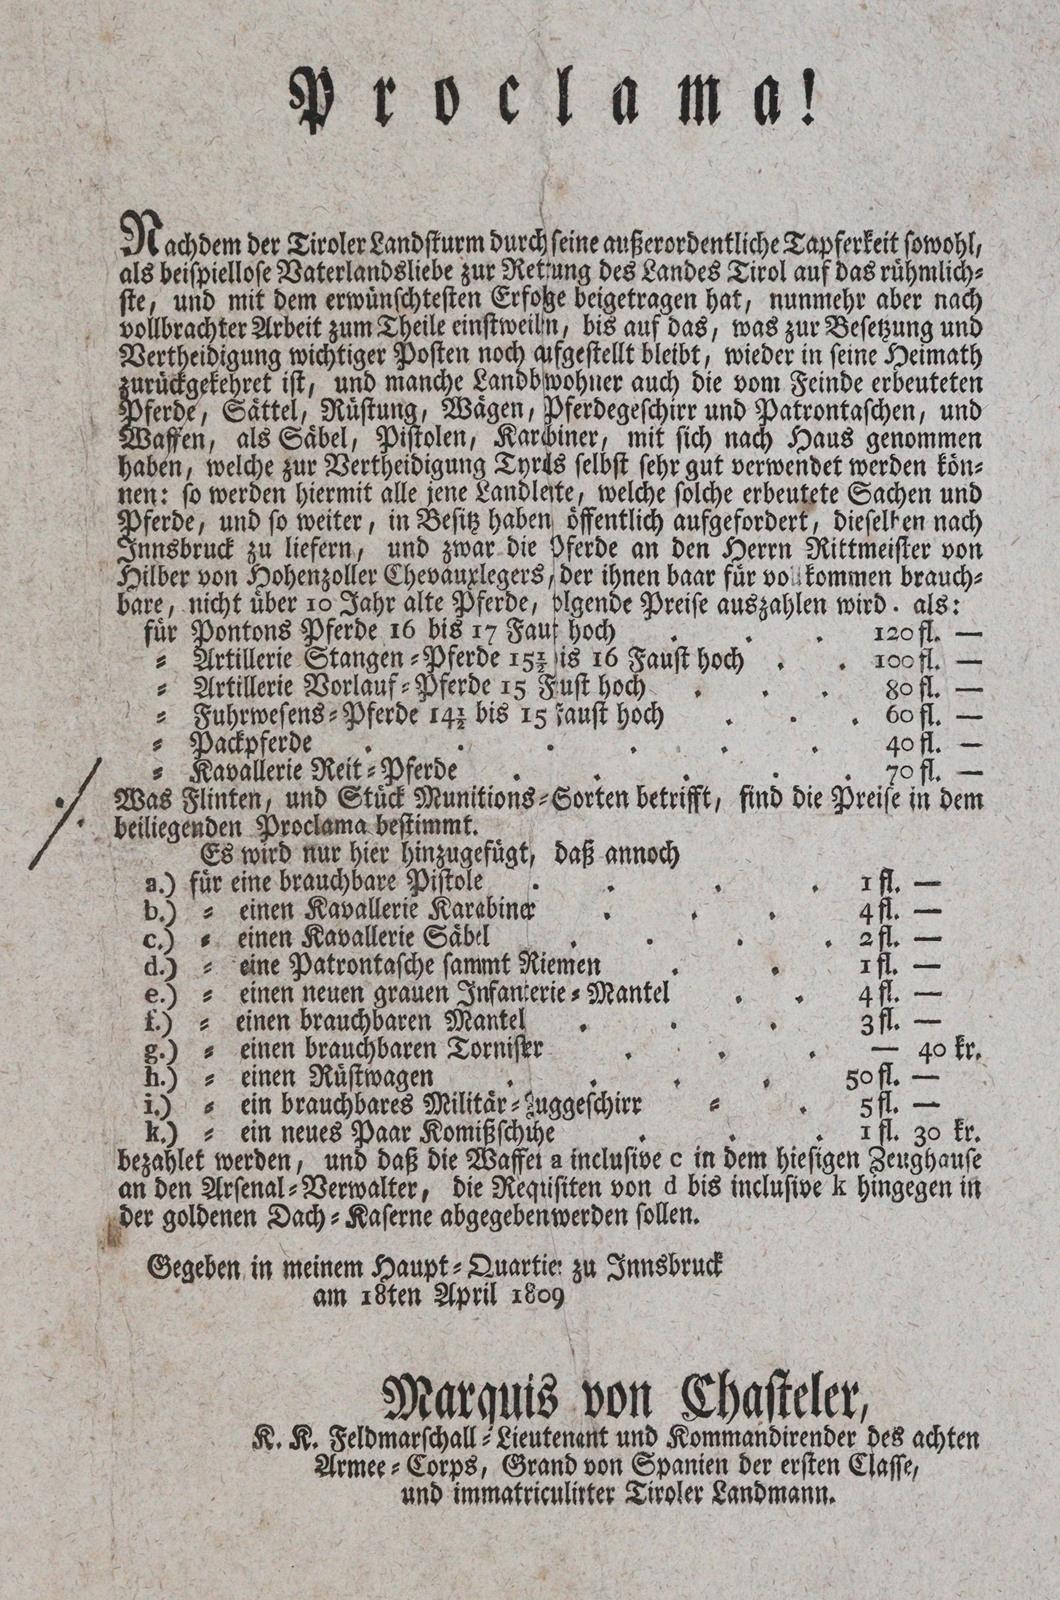 Proclama!
Nachdem der Tiroler Landsturm durch seine außerordentliche Tapferkeit sowohl,
als beispiellose Vaterlandsliebe zur Rettung des Landes Tirol auf das rühmlich-
ste, und mit dem erwünschtesten Erfolge beigetragen hat, nunmehr aber nach
vollbrachter Arbeit zum Theile einstweiln, bis auf das, was zur Besetzung und
Vertheidigung wichtiger Posten noch aufgestellt bleibt, wieder in seine Heimath
zurückgekehret ist, und manche Landbwohner auch die vom Feinde erbeuteten
Pferde, Sättel, Rüstung, Wägen, Pferdegeschirr und Patrontaschen, und
Waffen, als Säbel, Pistolen, Karabiner, mit sich nach Haus genommen
haben, welche zur Vertheidigung Tyrols selbst sehr gut verwendet werden kön-
nen: so werden hiermit alle jene Landleute, welche solche erbeutete Sachen und
Pferde, und so weiter, in Besitz haben öffentlich aufgefordert, dieselben nach
Innsbruck zu liefern, und zwar die Pferde an den Herrn Rittmeister von
Hilber von Hohenzoller Chevauxlegers, der ihnen baar für vollkommen brauch-
bare, nicht über 10 Jahr alte Pferde, folgende Preise auszahlen wird. als:
für Pontons Pferde 16 bis 17 Faust hoch . . . 120 fl. —
= Artillerie Stangen-Pferde 15½ bis 16 Faust hoch . . 100 fl. —
= Artillerie Vorlauf-Pferde 15 Faust hoch . . . 80 fl. —
= Fuhrwesens-Pferde 14½ bis 15 Faust hoch . . . 60 fl. —
= Packpferde . . . . . . 40 fl. —
= Kavallerie Reit-Pferde . . . . . 70 fl. —
Was Flinten, und Stück Munitions-Sorten betrifft, sind die Preise in dem
beiliegenden Proclama bestimmt.
Es wird nur hier hinzugefügt, daß annoch
a.) für eine brauchbare Pistole . . . . 1 fl. —
b.) = einen Kavallerie Karabiner . . . 4 fl. —
c.) = einen Kavallerie Säbel . . . . 2 fl. —
d.) = eine Patrontasche sammt Riemen . . 1 fl. —
e.) = einen neuen grauen Infanterie-Mantel . . 4 fl. —
f.) = einen brauchbaren Mantel . . . 3 fl. —
g.) = einen brauchbaren Tornister . . . — 40 kr.
h.) = einen Rüstwagen . . . . 50 fl. —
i.) = ein brauchbares Militär-Zuggeschirr = . 5 fl. —
k.) = ein neues Paar Komißschuhe . . . 1 fl. 30 kr.
bezahlet werden, und daß die Waffen a inclusive c in dem hiesigen Zeughause
an den Arsenal-Verwalter, die Requisiten von d bis inclusive k hingegen in
der goldenen Dach-Kaserne abgegeben werden sollen.
Gegeben in meinem Haupt-Quartier zu Innsbruck
am 18ten April 1809
Marquis von Chasteler,
K. K. Feldmarschall-Lieutenant und Kommandirender des achten
Armee-Corps, Grand von Spanien der ersten Classe,
und immatriculirter Tiroler Landmann.